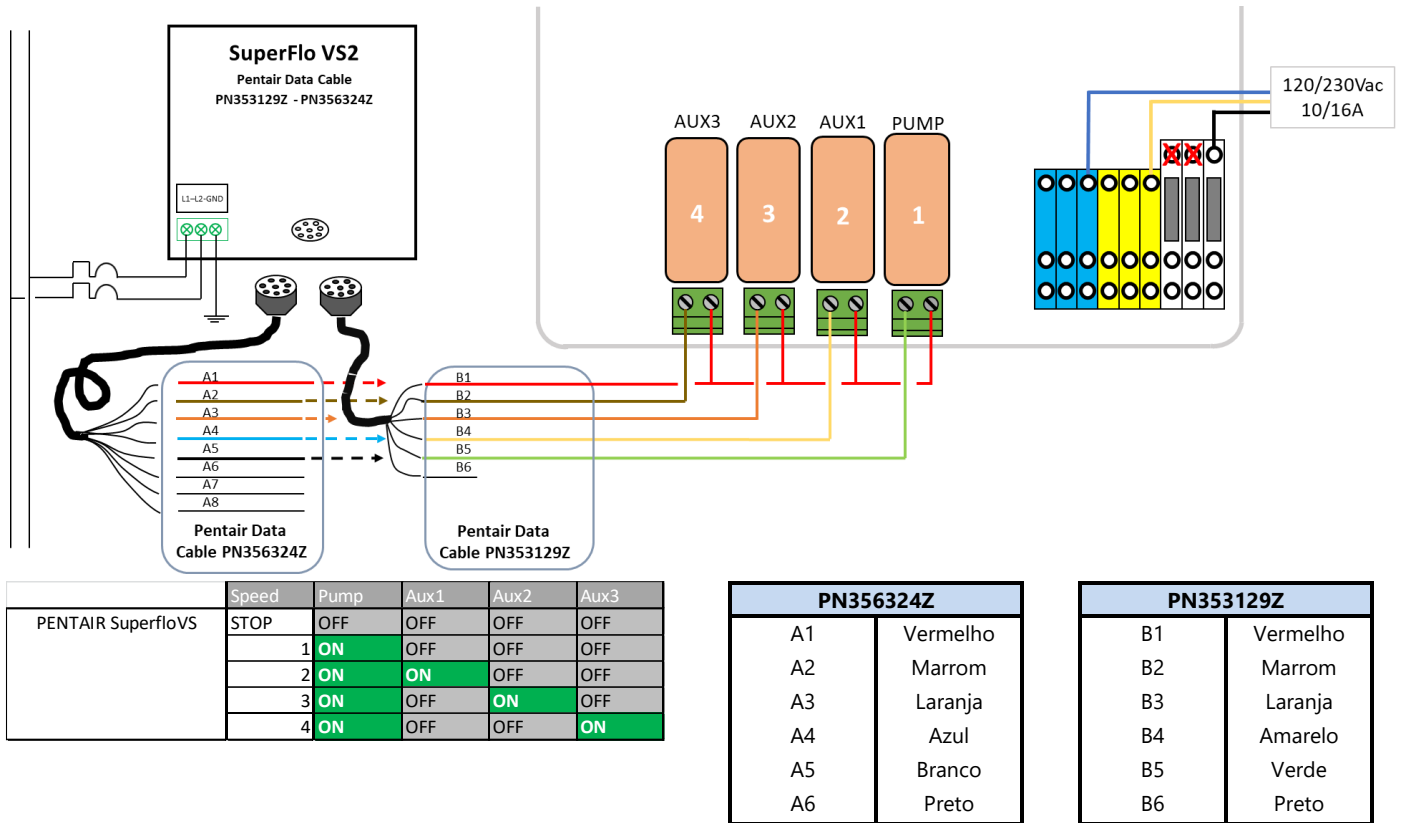 SuperFlo VS2
Pentair Data Cable
PN353129Z - PN356324Z
L1-L2-GND
120/230Vac
10/16A
AUX3 AUX2 AUX1 PUMP
4 3 2 1
A1
A2
A3
A4
A5
A6
A7
A8
Pentair Data
Cable PN356324Z
B1
B2
B3
B4
B5
B6
Pentair Data
Cable PN353129Z
Speed Pump Aux1 Aux2 Aux3
PENTAIR SuperfloVS STOP OFF OFF OFF OFF
1 ON OFF OFF OFF
2 ON ON OFF OFF
3 ON OFF ON OFF
4 ON OFF OFF ON
PN356324Z
A1 Vermelho
A2 Marrom
A3 Laranja
A4 Azul
A5 Branco
A6 Preto
PN353129Z
B1 Vermelho
B2 Marrom
B3 Laranja
B4 Amarelo
B5 Verde
B6 Preto